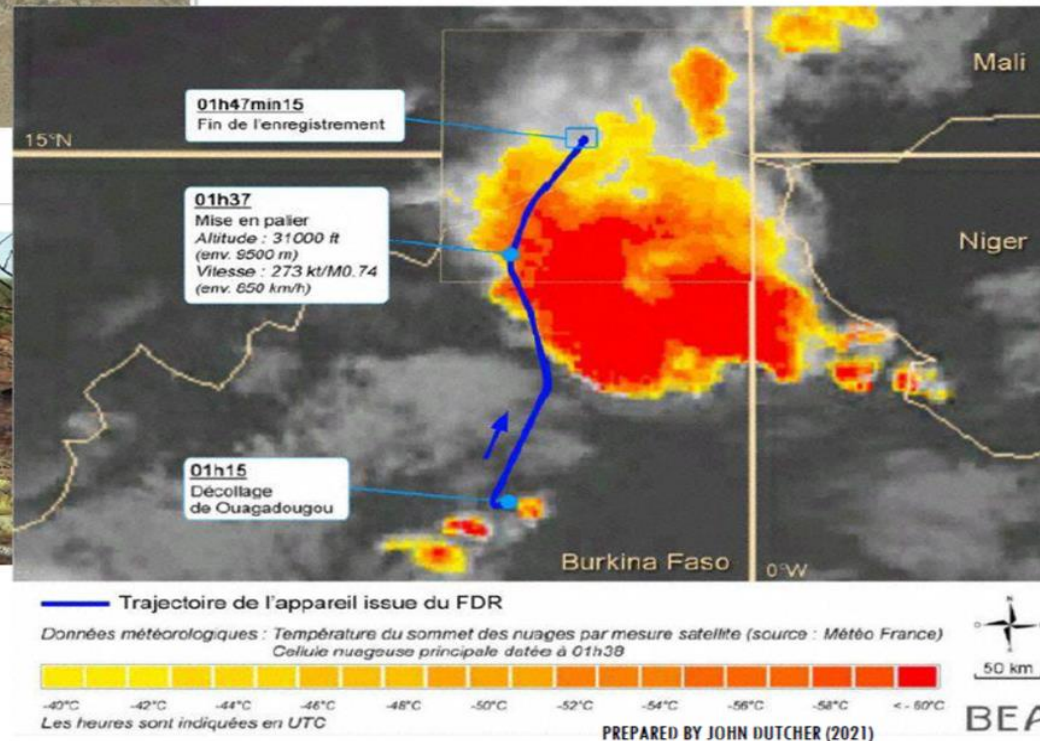 Mali
01h47min15
Fin de l'enregistrement
15°N
01h37
Mise en palier
Altitude : 31000 ft
(env. 9500 m)
Vitesse : 273 kt/M0.74
(env. 850 km/h)
Niger
01h15
Décollage
de Ouagadougou
Burkina Faso
0°W
Trajectoire de l'appareil issue du FDR
Données météorologiques : Température du sommet des nuages par mesure satellite (source : Météo France)
Cellule nuageuse principale datée à 01h38
N
50 km
-40°C -42°C -44°C -46°C -48°C -50°C -52°C -54°C -56°C -58°C < - 60°C
Les heures sont indiquées en UTC
BEA
PREPARED BY JOHN DUTCHER (2021)